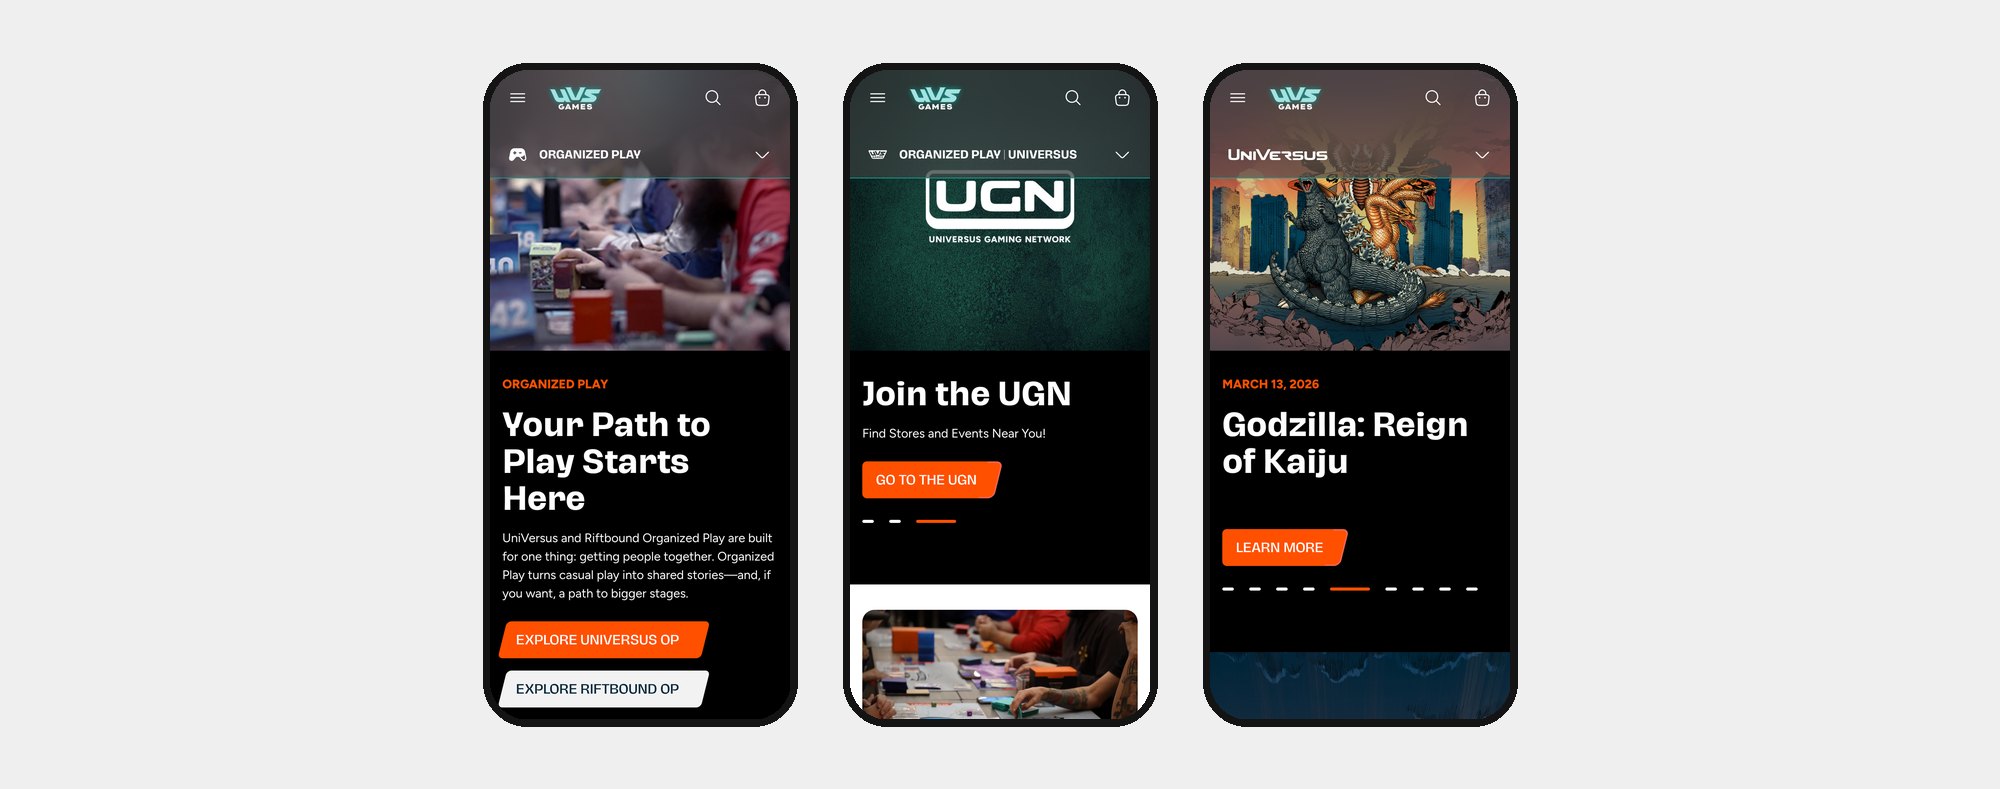 UVS
GAMES
ORGANIZED PLAY
38
40
42
ORGANIZED PLAY
Your Path to
Play Starts
Here
UniVersus and Riftbound Organized Play are built
for one thing: getting people together. Organized
Play turns casual play into shared stories—and, if
you want, a path to bigger stages.
EXPLORE UNIVERSUS OP
EXPLORE RIFTBOUND OP
UVS
GAMES
ORGANIZED PLAY | UNIVERSUS
UGN
UNIVERSUS GAMING NETWORK
Join the UGN
Find Stores and Events Near You!
GO TO THE UGN
UVS
GAMES
UNIVERSUS
MARCH 13, 2026
Godzilla: Reign
of Kaiju
LEARN MORE